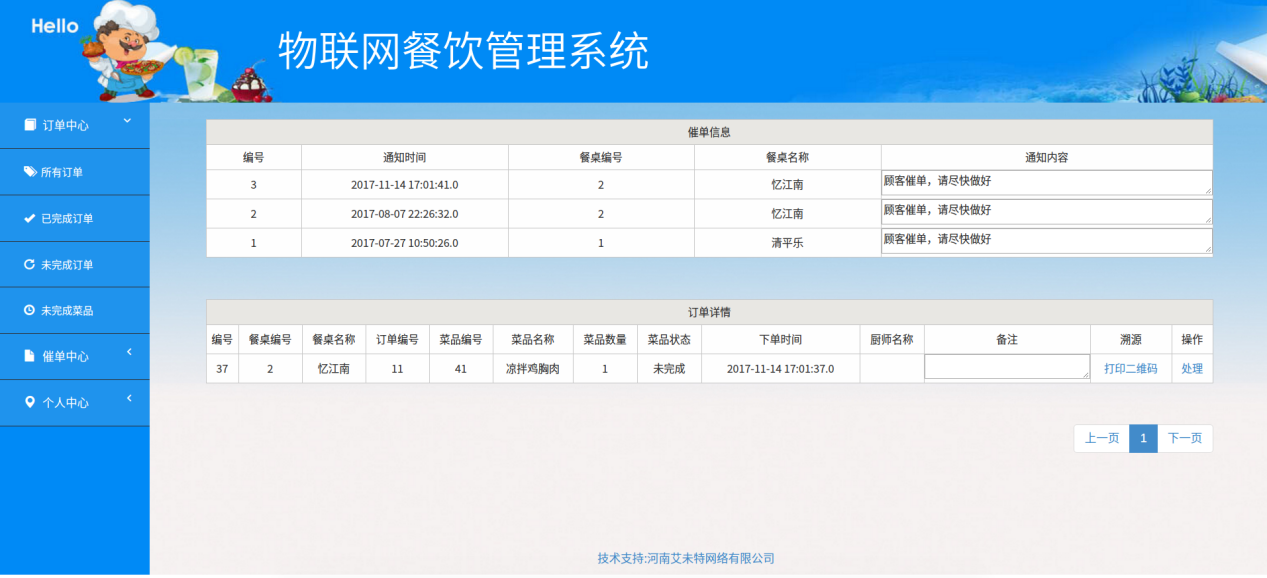 Hello
物联网餐饮管理系统
订单中心
所有订单
已完成订单
未完成订单
未完成菜品
催单中心
个人中心
催单信息
编号 通知时间 餐桌编号 餐桌名称 通知内容
3 2017-11-14 17:01:41.0 2 忆江南 顾客催单，请尽快做好
2 2017-08-07 22:26:32.0 2 忆江南 顾客催单，请尽快做好
1 2017-07-27 10:50:26.0 1 清平乐 顾客催单，请尽快做好
订单详情
编号 餐桌编号 餐桌名称 订单编号 菜品编号 菜品名称 菜品数量 菜品状态 下单时间 厨师名称 备注 溯源 操作
37 2 忆江南 11 41 凉拌鸡胸肉 1 未完成 2017-11-14 17:01:37.0 打印二维码 处理
上一页 1 下一页
技术支持:河南艾未特网络有限公司